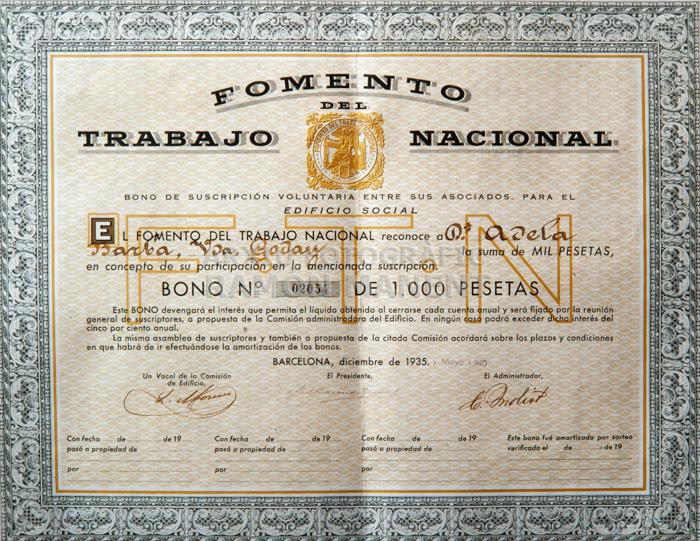 FOMENTO
DEL
TRABAJO NACIONAL
BONO DE SUSCRIPCIÓN VOLUNTARIA ENTRE SUS ASOCIADOS, PARA EL
EDIFICIO SOCIAL
FTN
EL FOMENTO DEL TRABAJO NACIONAL reconoce a Dª Adela
Barba, Vda. Goday la suma de MIL PESETAS,
en concepto de su participación en la mencionada suscripción.
BONO Nº 02054 DE 1.000 PESETAS
Este BONO devengará el interés que permita el líquido obtenido al cerrarse cada cuenta anual y será fijado por la reunión
general de suscriptores, a propuesta de la Comisión administradora del Edificio. En ningún caso podrá exceder dicho interés del
cinco por ciento anual.
La misma asamblea de suscriptores y también a propuesta de la citada Comisión acordará sobre los plazos y condiciones
en que habrá de ir efectuándose la amortización de los bonos.
BARCELONA, diciembre de 1935. Mayo 1940
Un Vocal de la Comisión de Edificio, El Presidente, El Administrador,
Con fecha de de 19 Con fecha de de 19 Con fecha de de 19 Este bono fué amortizado por sorteo
pasó a propiedad de pasó a propiedad de pasó a propiedad de verificado el de de 19
por por por